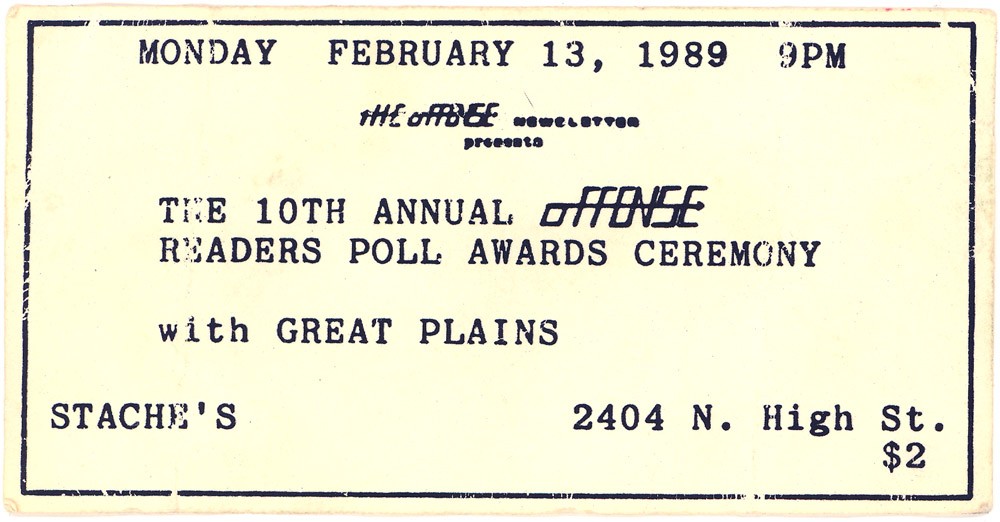 MONDAY FEBRUARY 13, 1989 9PM
THE OFFENSE NEWSLETTER
presents
THE 10TH ANNUAL OFFENSE
READERS POLL AWARDS CEREMONY
with GREAT PLAINS
STACHE'S 2404 N. High St.
$2